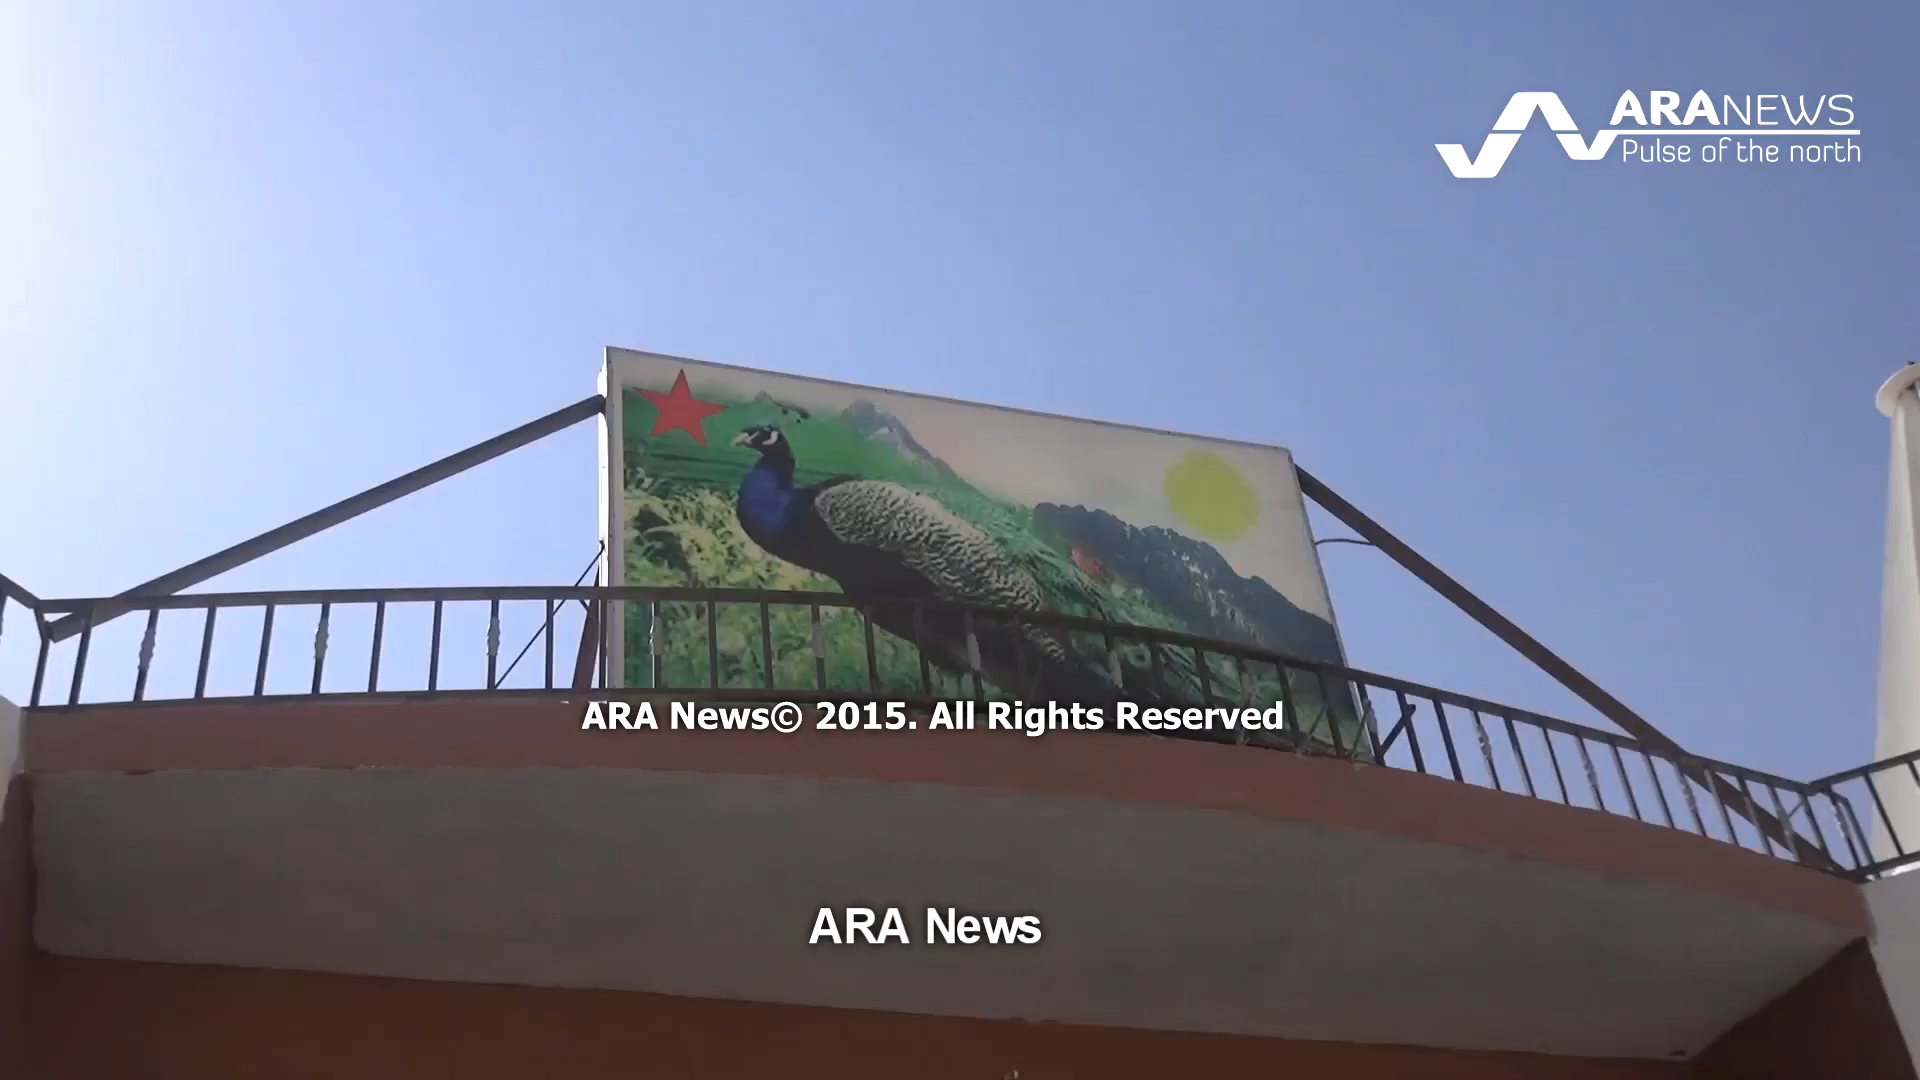 ARANEWS
Pulse of the north
ARA News© 2015. All Rights Reserved
ARA News